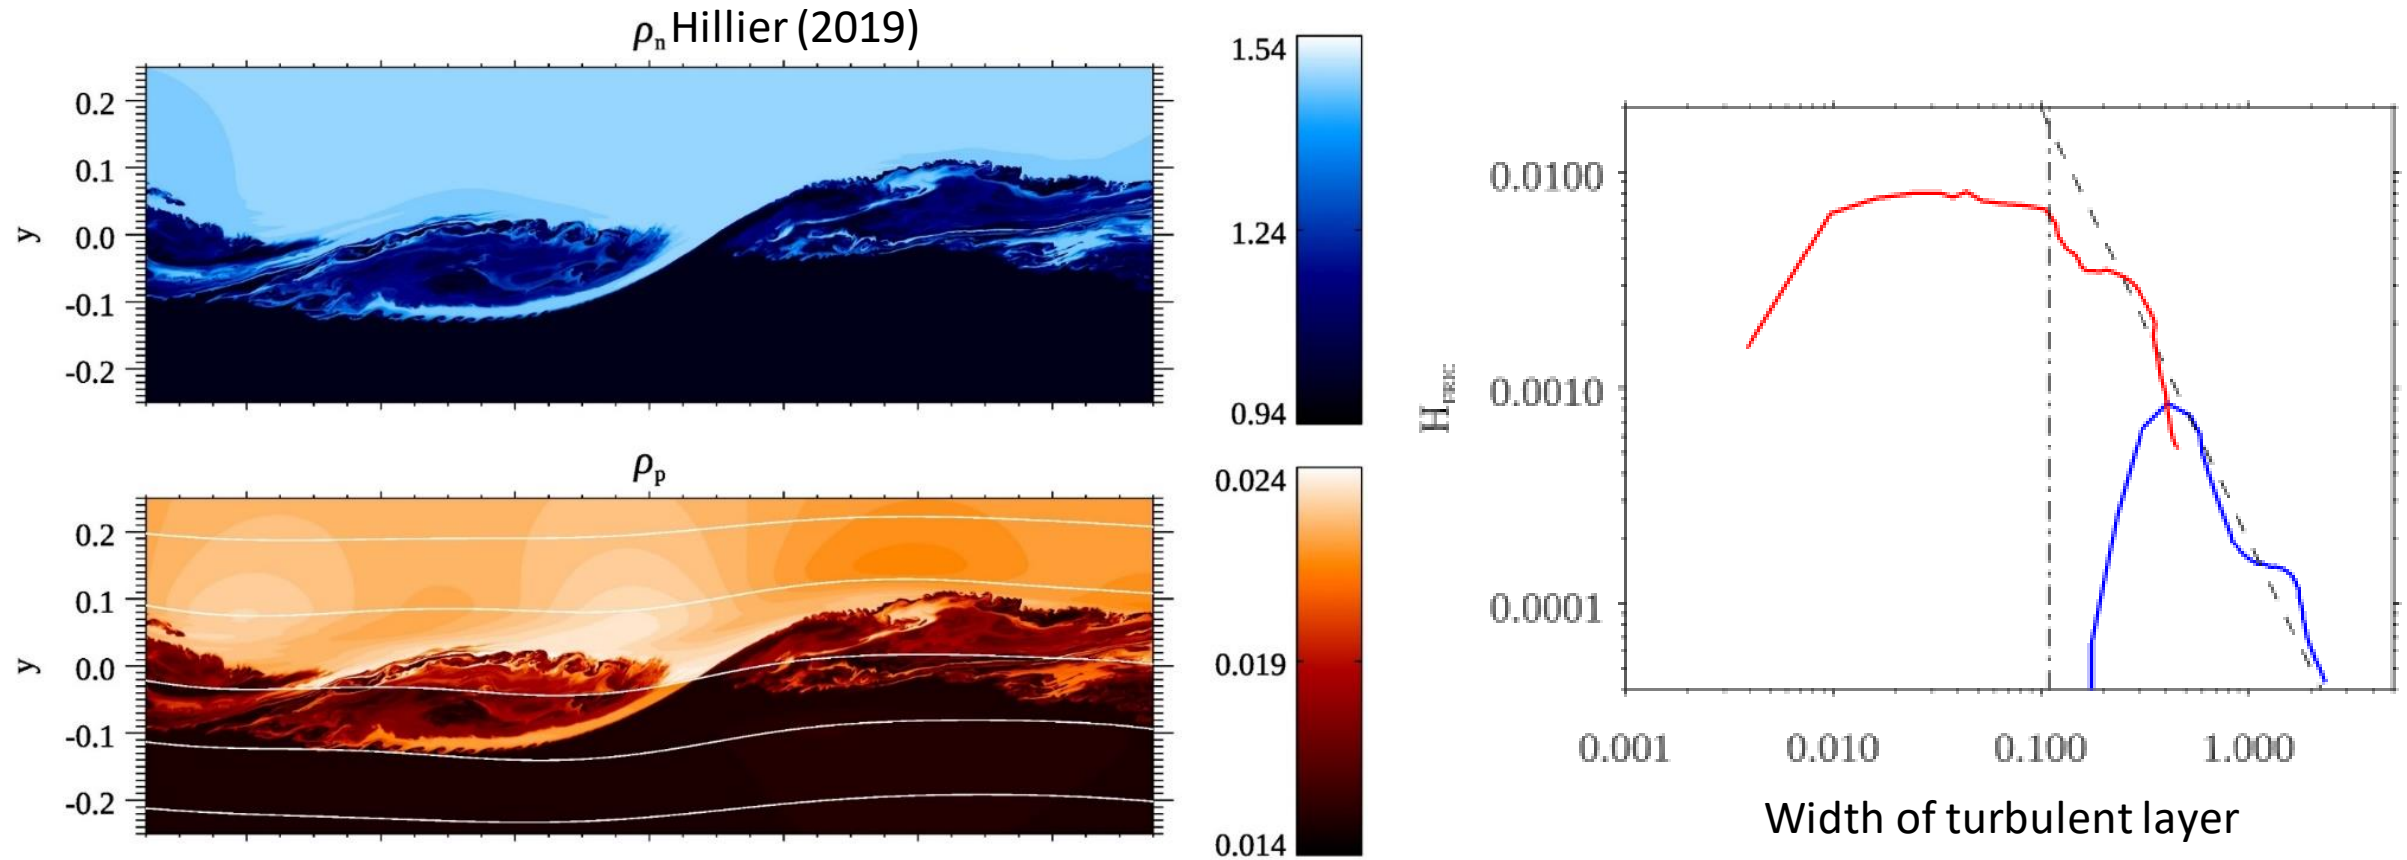 ρn Hillier (2019)
0.2
0.1
0.0
-0.1
-0.2
y
1.54
1.24
0.94
ρp
0.2
0.1
0.0
-0.1
-0.2
y
0.024
0.019
0.014
0.0100
0.0010
0.0001
HFRIC
0.001 0.010 0.100 1.000
Width of turbulent layer